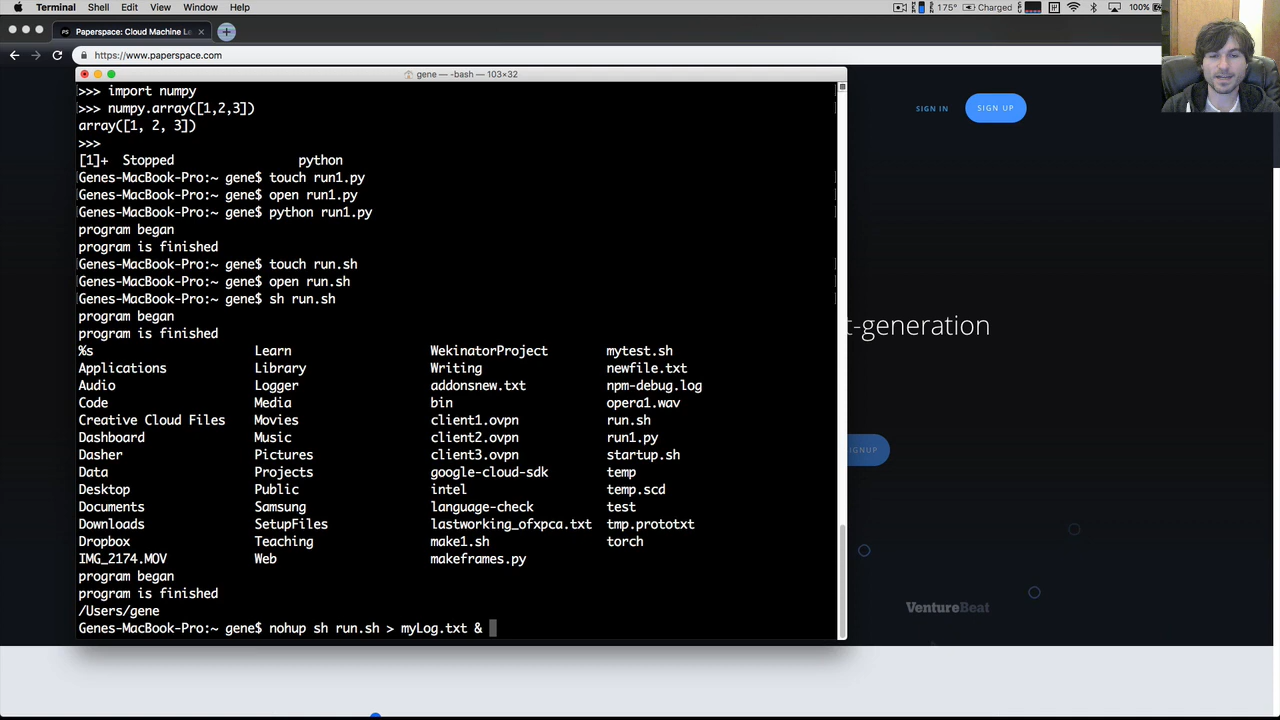 Terminal Shell Edit View Window Help 175° Charged 100%
Paperspace: Cloud Machine Le
https://www.paperspace.com
gene — -bash — 103×32
SIGN IN SIGN UP
>>> import numpy
>>> numpy.array([1,2,3])
array([1, 2, 3])
>>>
[1]+ Stopped python
Genes-MacBook-Pro:~ gene$ touch run1.py
Genes-MacBook-Pro:~ gene$ open run1.py
Genes-MacBook-Pro:~ gene$ python run1.py
program began
program is finished
Genes-MacBook-Pro:~ gene$ touch run.sh
Genes-MacBook-Pro:~ gene$ open run.sh
Genes-MacBook-Pro:~ gene$ sh run.sh
program began
program is finished
%s Learn WekinatorProject mytest.sh
Applications Library Writing newfile.txt
Audio Logger addonsnew.txt npm-debug.log
Code Media bin opera1.wav
Creative Cloud Files Movies client1.ovpn run.sh
Dashboard Music client2.ovpn run1.py
Dasher Pictures client3.ovpn startup.sh
Data Projects google-cloud-sdk temp
Desktop Public intel temp.scd
Documents Samsung language-check test
Downloads SetupFiles lastworking_ofxpca.txt tmp.prototxt
Dropbox Teaching make1.sh torch
IMG_2174.MOV Web makeframes.py
program began
program is finished
/Users/gene
Genes-MacBook-Pro:~ gene$ nohup sh run.sh > myLog.txt &
t-generation
IGNUP
VentureBeat